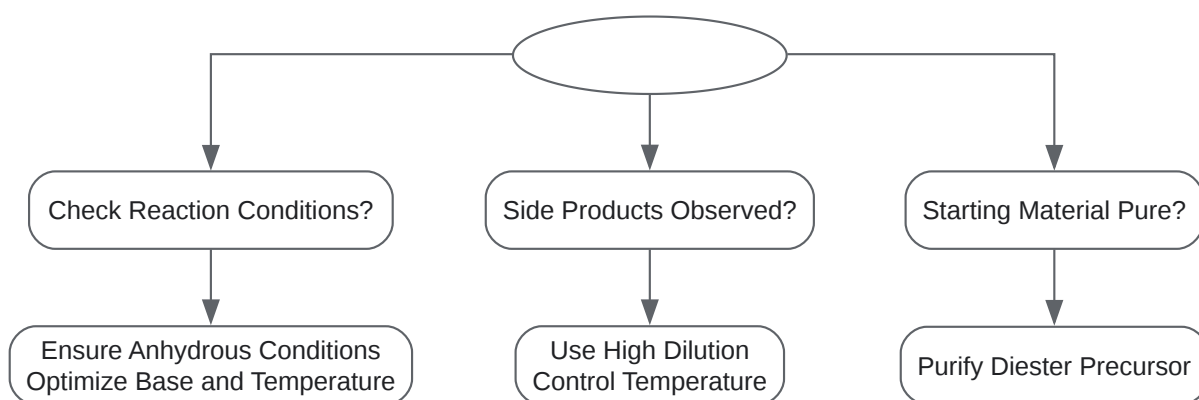 Check Reaction Conditions?
Side Products Observed?
Starting Material Pure?
Ensure Anhydrous Conditions
Optimize Base and Temperature
Use High Dilution
Control Temperature
Purify Diester Precursor